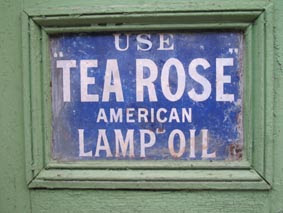 USE
"TEA ROSE"
AMERICAN
LAMP OIL